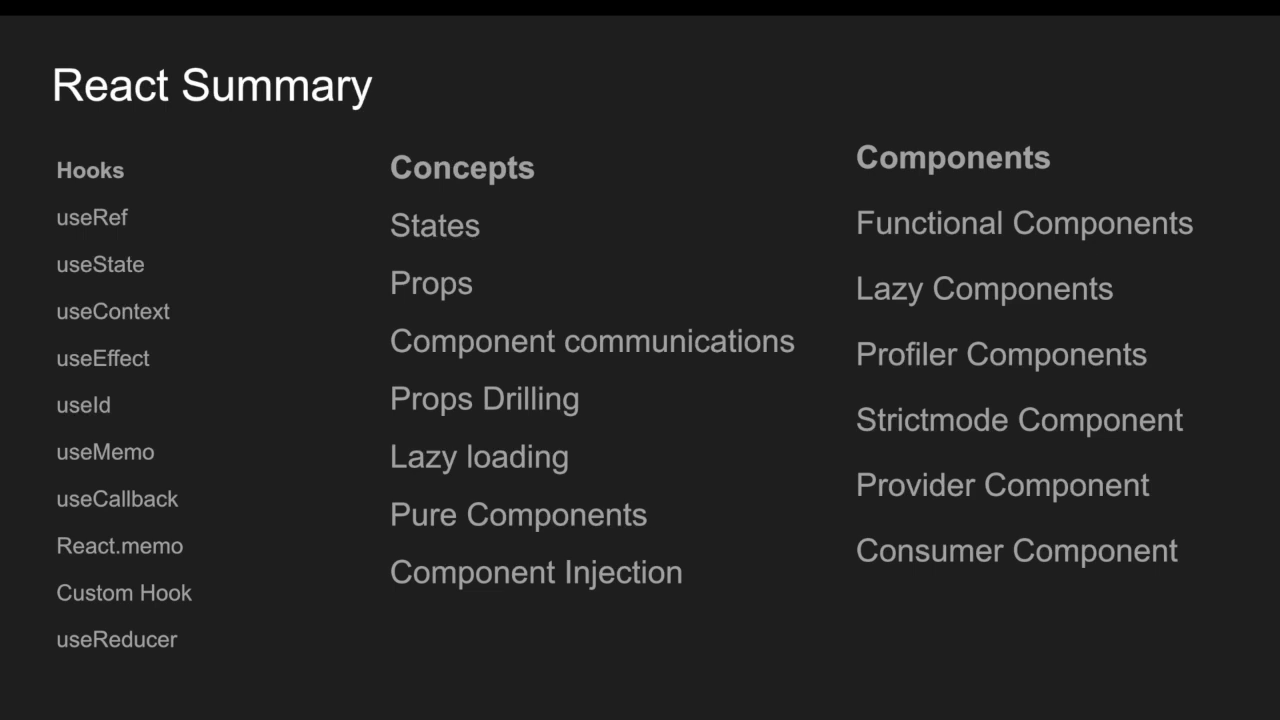 React Summary
Hooks
useRef
useState
useContext
useEffect
useId
useMemo
useCallback
React.memo
Custom Hook
useReducer
Concepts
States
Props
Component communications
Props Drilling
Lazy loading
Pure Components
Component Injection
Components
Functional Components
Lazy Components
Profiler Components
Strictmode Component
Provider Component
Consumer Component